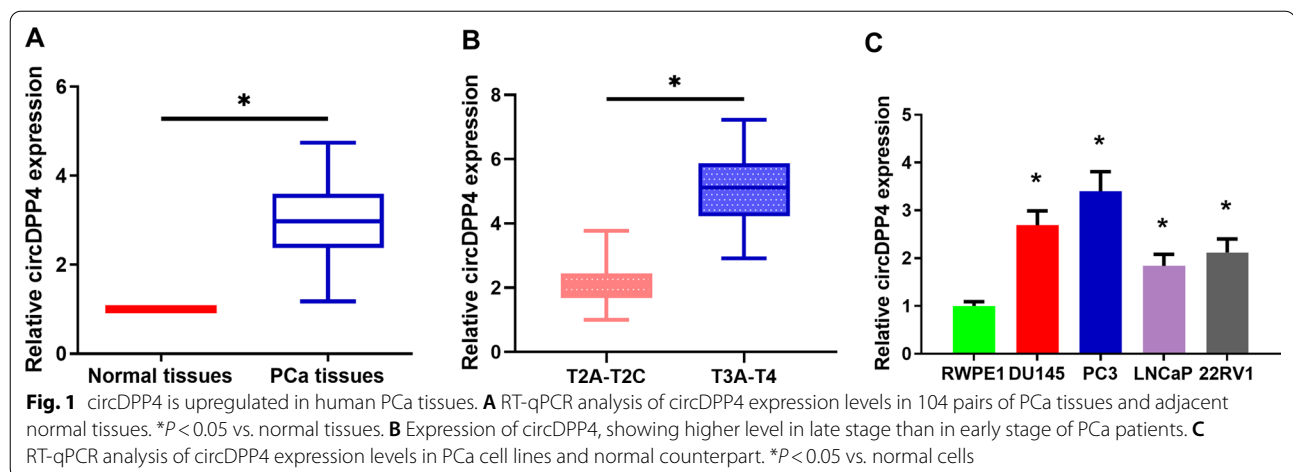 A
Relative circDPP4 expression
6
4
2
0
*
Normal tissues PCa tissues
B
Relative circDPP4 expression
8
6
4
2
0
*
T2A-T2C T3A-T4
C
Relative circDPP4 expression
5
4
3
2
1
0
* * * *
RWPE1 DU145 PC3 LNCaP 22RV1
Fig. 1 circDPP4 is upregulated in human PCa tissues. A RT-qPCR analysis of circDPP4 expression levels in 104 pairs of PCa tissues and adjacent
normal tissues. *P < 0.05 vs. normal tissues. B Expression of circDPP4, showing higher level in late stage than in early stage of PCa patients. C
RT-qPCR analysis of circDPP4 expression levels in PCa cell lines and normal counterpart. *P < 0.05 vs. normal cells